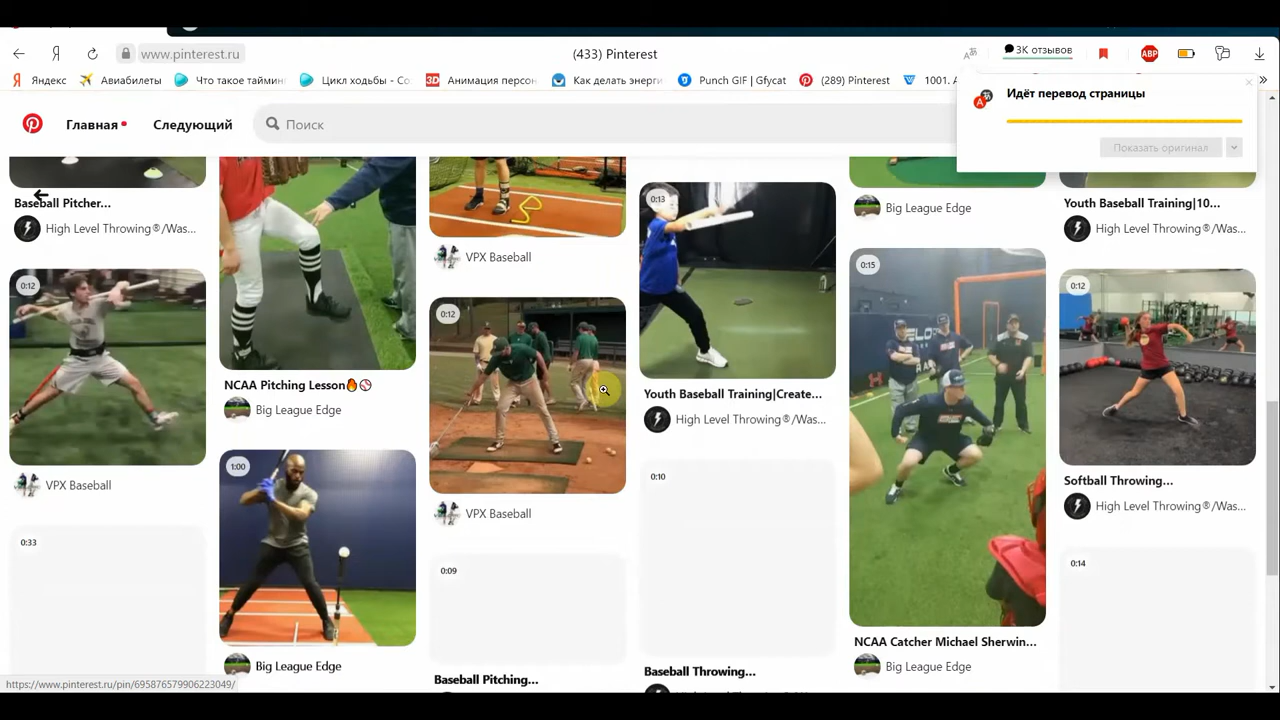 www.pinterest.ru
(433) Pinterest
3К отзывов
ABP
Яндекс
Авиабилеты
Что такое таймин
Цикл ходьбы - Co
3D
Анимация персон
Как делать энерги
Punch GIF | Gfycat
(289) Pinterest
1001. А
»
Идёт перевод страницы
Показать оригинал
Главная
Следующий
Поиск
Baseball Pitcher...
High Level Throwing®/Was...
0:12
VPX Baseball
0:33
NCAA Pitching Lesson🔥⚾
Big League Edge
1:00
Big League Edge
VPX Baseball
0:12
VPX Baseball
0:09
Baseball Pitching...
0:13
Youth Baseball Training|Create...
High Level Throwing®/Was...
0:10
Baseball Throwing...
Big League Edge
0:15
NCAA Catcher Michael Sherwin...
Big League Edge
Youth Baseball Training|10...
High Level Throwing®/Was...
0:12
Softball Throwing...
High Level Throwing®/Was...
0:14
https://www.pinterest.ru/pin/695876579906223049/